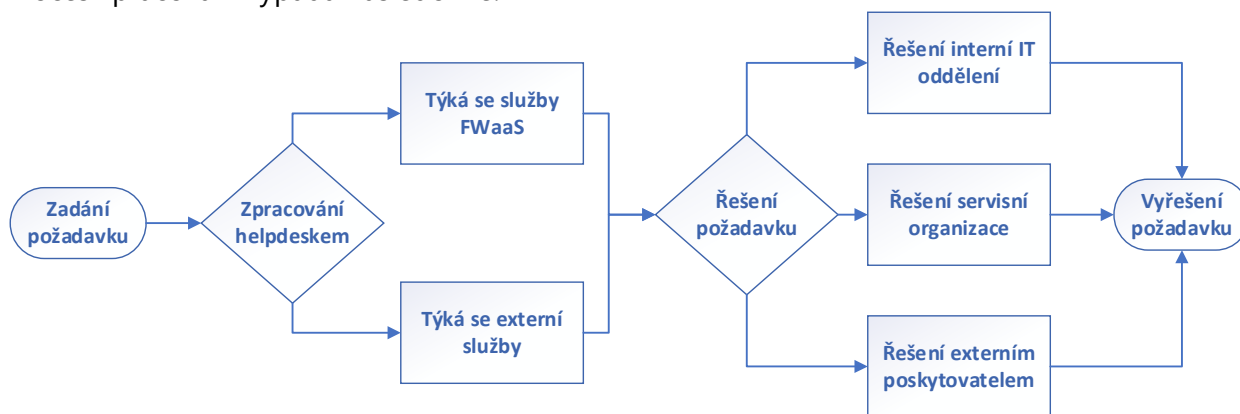 Řešení interní IT
oddělení
Týká se služby
FWaaS
Zadání
požadavku
Zpracování
helpdeskem
Řešení
požadavku
Řešení servisní
organizace
Vyřešení
požadavku
Týká se externí
služby
Řešení externím
poskytovatelem